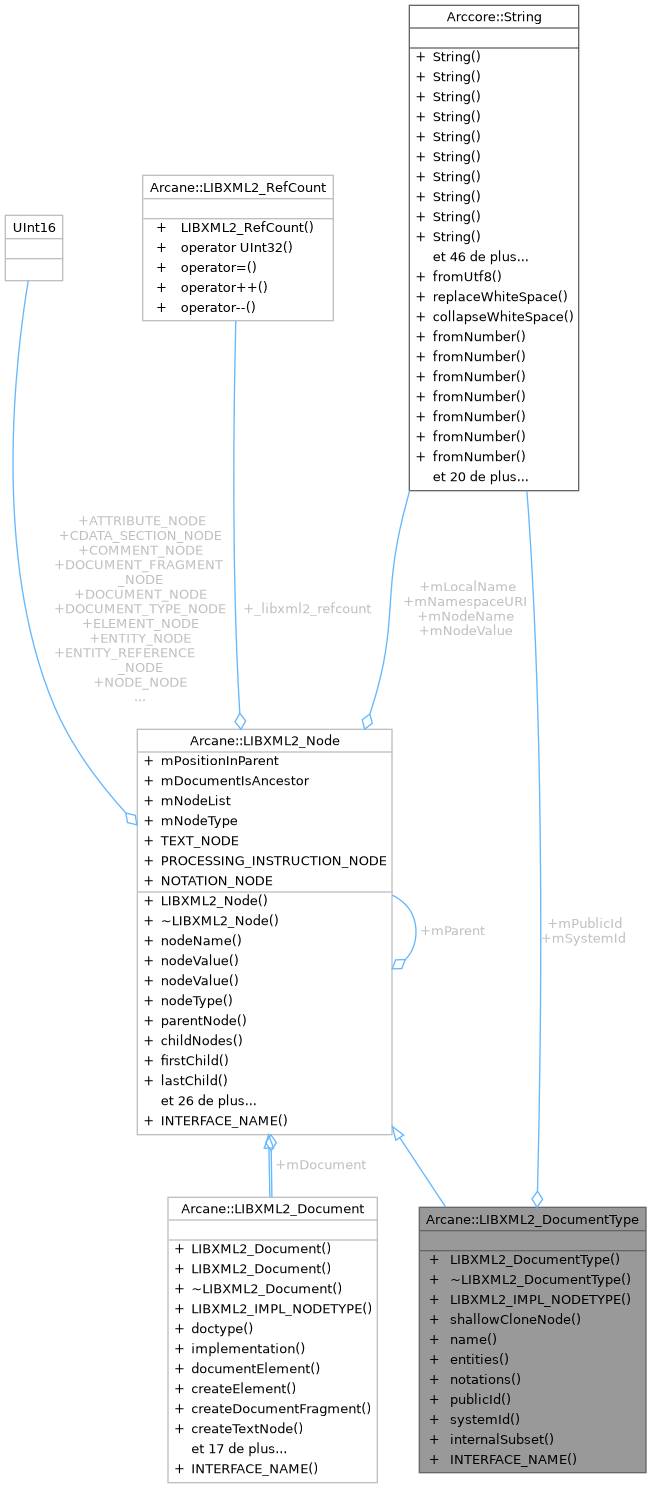 Arccore::String
+ String()
+ String()
+ String()
+ String()
+ String()
+ String()
+ String()
+ String()
+ String()
+ String()
et 46 de plus...
+ fromUtf8()
+ replaceWhiteSpace()
+ collapseWhiteSpace()
+ fromNumber()
+ fromNumber()
+ fromNumber()
+ fromNumber()
+ fromNumber()
+ fromNumber()
+ fromNumber()
et 20 de plus...
Arcane::LIBXML2_RefCount
+ LIBXML2_RefCount()
+ operator UInt32()
+ operator=()
+ operator++()
+ operator--()
UInt16
+ATTRIBUTE_NODE
+CDATA_SECTION_NODE
+COMMENT_NODE
+DOCUMENT_FRAGMENT
_NODE
+DOCUMENT_NODE
+DOCUMENT_TYPE_NODE
+ELEMENT_NODE
+ENTITY_NODE
+ENTITY_REFERENCE
_NODE
+NODE_NODE
...
+_libxml2_refcount
+mLocalName
+mNamespaceURI
+mNodeName
+mNodeValue
Arcane::LIBXML2_Node
+ mPositionInParent
+ mDocumentIsAncestor
+ mNodeList
+ mNodeType
+ TEXT_NODE
+ PROCESSING_INSTRUCTION_NODE
+ NOTATION_NODE
+ LIBXML2_Node()
+ ~LIBXML2_Node()
+ nodeName()
+ nodeValue()
+ nodeValue()
+ nodeType()
+ parentNode()
+ childNodes()
+ firstChild()
+ lastChild()
et 26 de plus...
+ INTERFACE_NAME()
+mParent
+mPublicId
+mSystemId
+mDocument
Arcane::LIBXML2_Document
+ LIBXML2_Document()
+ LIBXML2_Document()
+ ~LIBXML2_Document()
+ LIBXML2_IMPL_NODETYPE()
+ doctype()
+ implementation()
+ documentElement()
+ createElement()
+ createDocumentFragment()
+ createTextNode()
et 17 de plus...
+ INTERFACE_NAME()
Arcane::LIBXML2_DocumentType
+ LIBXML2_DocumentType()
+ ~LIBXML2_DocumentType()
+ LIBXML2_IMPL_NODETYPE()
+ shallowCloneNode()
+ name()
+ entities()
+ notations()
+ publicId()
+ systemId()
+ internalSubset()
+ INTERFACE_NAME()